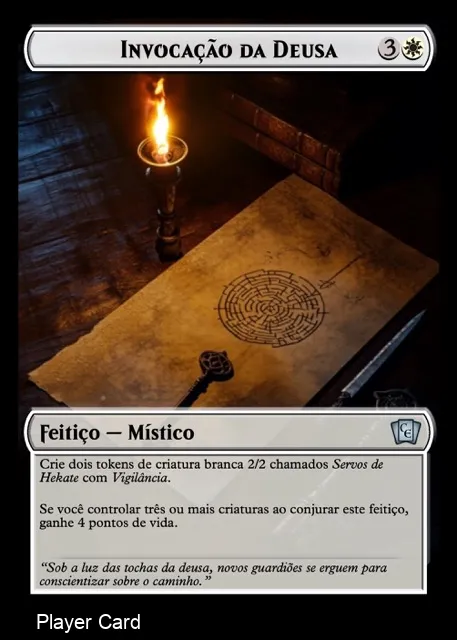 Invocação da Deusa 3
Feitiço — Místico
CE
Crie dois tokens de criatura branca 2/2 chamados Servos de
Hekate com Vigilância.
Se você controlar três ou mais criaturas ao conjurar este feitiço,
ganhe 4 pontos de vida.
“Sob a luz das tochas da deusa, novos guardiões se erguem para
conscientizar sobre o caminho.”
Player Card